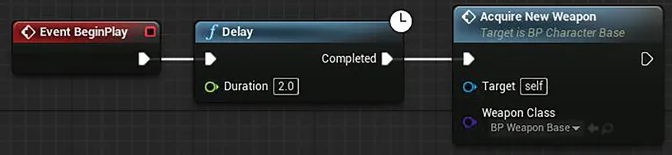 Event BeginPlay
Delay
Completed
Duration 2.0
Acquire New Weapon
Target is BP Character Base
Target self
Weapon Class
BP Weapon Base